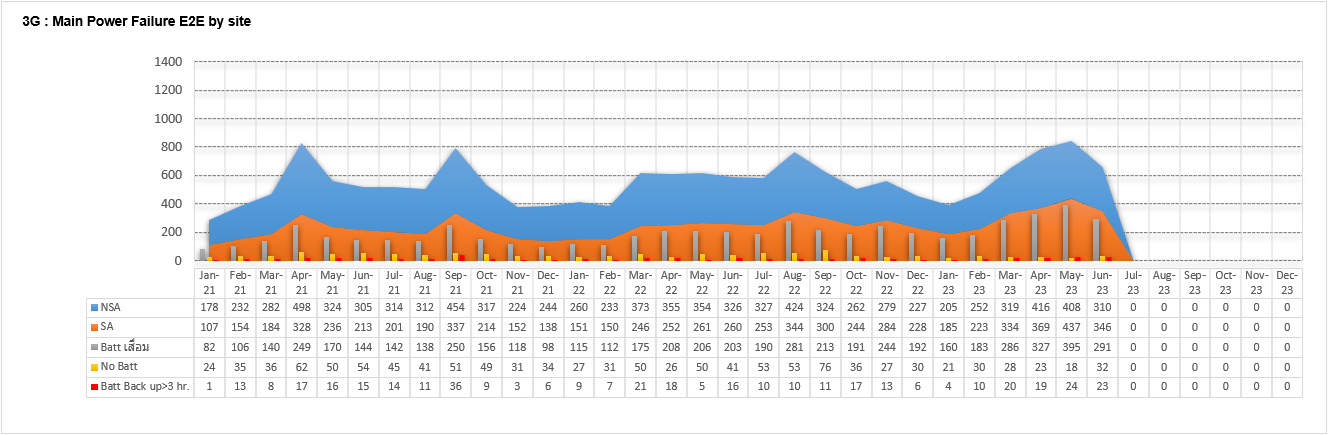 3G : Main Power Failure E2E by site
1400
1200
1000
800
600
400
200
0
Jan-21 Feb-21 Mar-21 Apr-21 May-21 Jun-21 Jul-21 Aug-21 Sep-21 Oct-21 Nov-21 Dec-21 Jan-22 Feb-22 Mar-22 Apr-22 May-22 Jun-22 Jul-22 Aug-22 Sep-22 Oct-22 Nov-22 Dec-22 Jan-23 Feb-23 Mar-23 Apr-23 May-23 Jun-23 Jul-23 Aug-23 Sep-23 Oct-23 Nov-23 Dec-23
NSA 178 232 282 498 324 305 314 312 454 317 224 244 260 233 373 355 354 326 327 424 324 262 279 227 205 252 319 416 408 310 0 0 0 0 0 0
SA 107 154 184 328 236 213 201 190 337 214 152 138 151 150 246 252 261 260 253 344 300 244 284 228 185 223 334 369 437 346 0 0 0 0 0 0
Batt เสื่อม 82 106 140 249 170 144 142 138 250 156 118 98 115 112 175 208 206 203 190 281 213 191 244 192 160 183 286 327 395 291 0 0 0 0 0 0
No Batt 24 35 36 62 50 54 45 41 51 49 31 34 27 31 50 26 50 41 53 53 76 36 27 30 21 30 28 23 18 32 0 0 0 0 0 0
Batt Back up>3 hr. 1 13 8 17 16 15 14 11 36 9 3 6 9 7 21 18 5 16 10 10 11 17 13 6 4 10 20 19 24 23 0 0 0 0 0 0